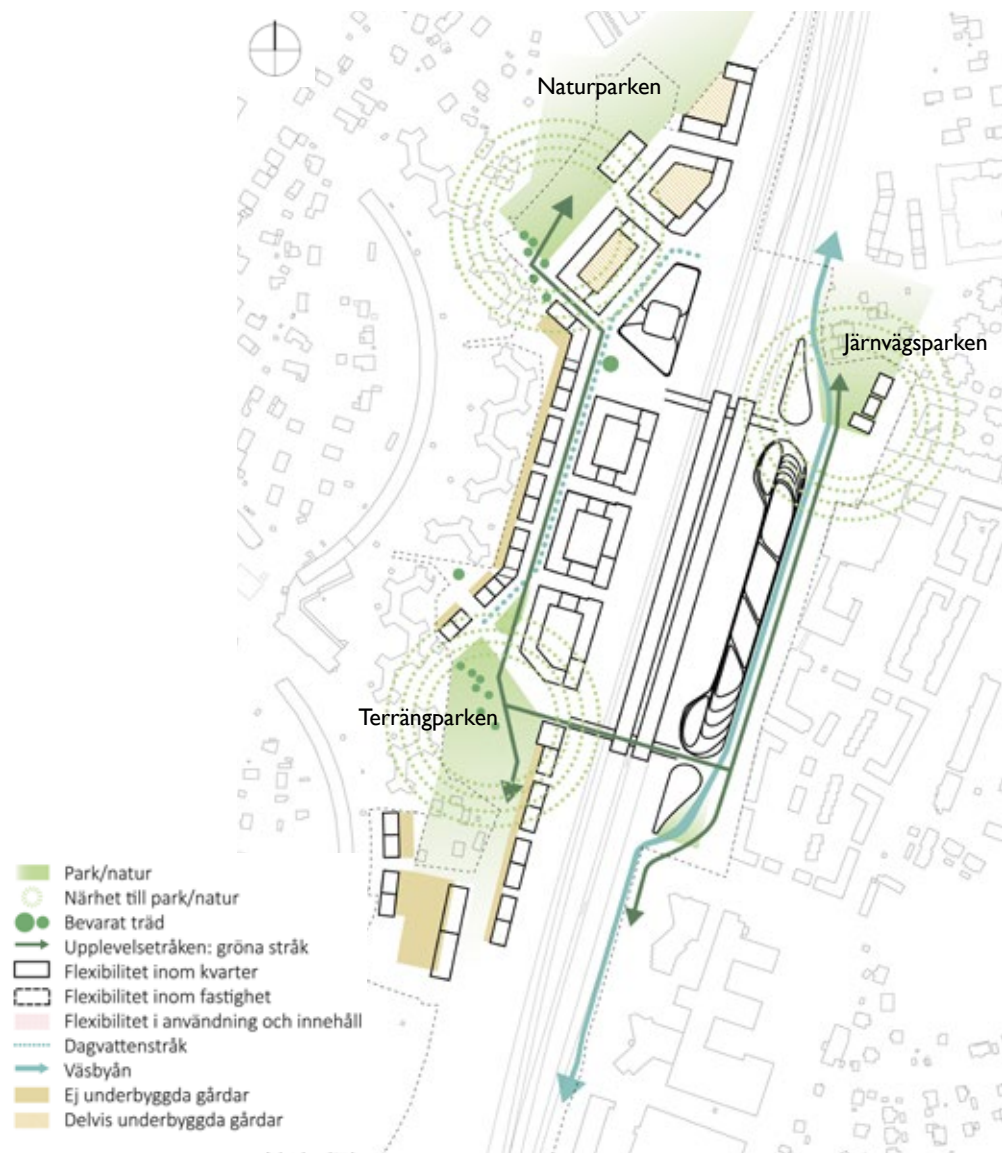 Naturparken
Järnvägsparken
Terrängparken
Park/natur
Närhet till park/natur
Bevarat träd
Upplevelsetråken: gröna stråk
Flexibilitet inom kvarter
Flexibilitet inom fastighet
Flexibilitet i användning och innehåll
Dagvattenstråk
Väsbyån
Ej underbyggda gårdar
Delvis underbyggda gårdar